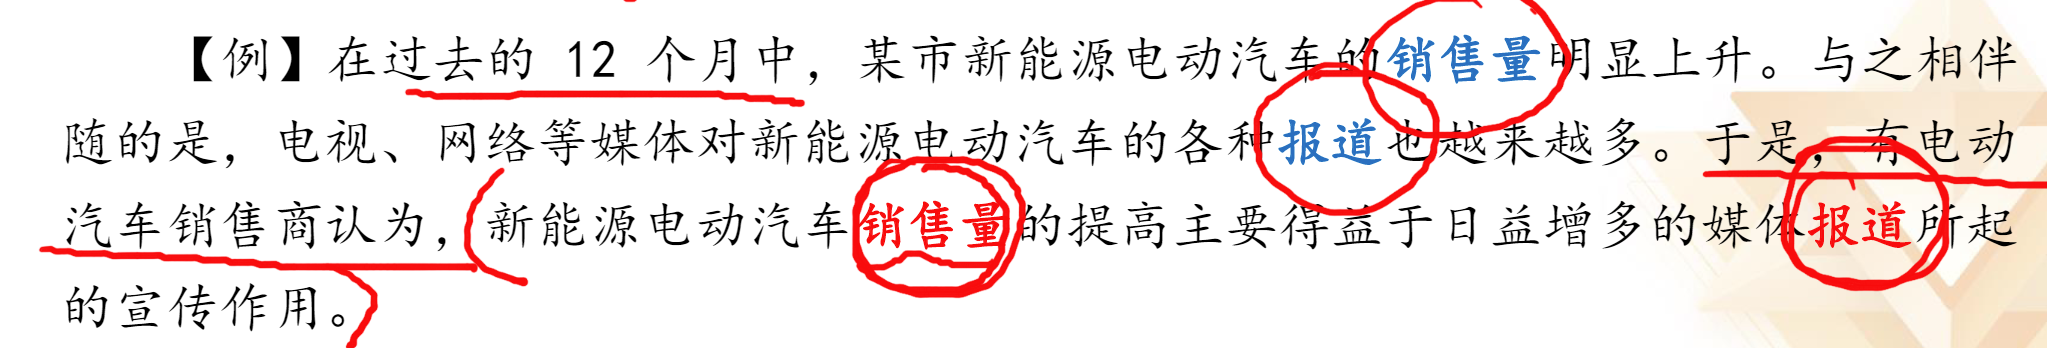 【例】在过去的 12 个月中，某市新能源电动汽车的销售量明显上升。与之相伴
随的是，电视、网络等媒体对新能源电动汽车的各种报道也越来越多。于是，有电动
汽车销售商认为，新能源电动汽车销售量的提高主要得益于日益增多的媒体报道所起
的宣传作用。